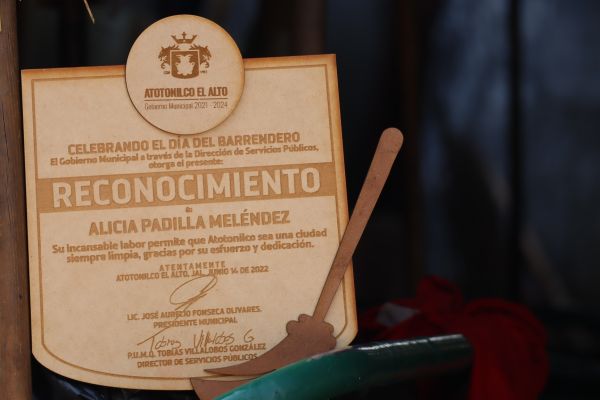 ATOTONILCO EL ALTO
Gobierno Municipal 2021 - 2024
CELEBRANDO EL DÍA DEL BARRENDERO
El Gobierno Municipal a través de la Dirección de Servicios Públicos,
otorga el presente:
RECONOCIMIENTO
a:
ALICIA PADILLA MELÉNDEZ
Su incansable labor permite que Atotonilco sea una ciudad
siempre limpia, gracias por su esfuerzo y dedicación.
ATENTAMENTE
ATOTONILCO EL ALTO, JAL. JUNIO 14 DE 2022
LIC. JOSÉ AURELIO FONSECA OLIVARES.
PRESIDENTE MUNICIPAL
Tobias Villalobos G
P.U.M.Q. TOBÍAS VILLALOBOS GONZÁLEZ
DIRECTOR DE SERVICIOS PÚBLICOS